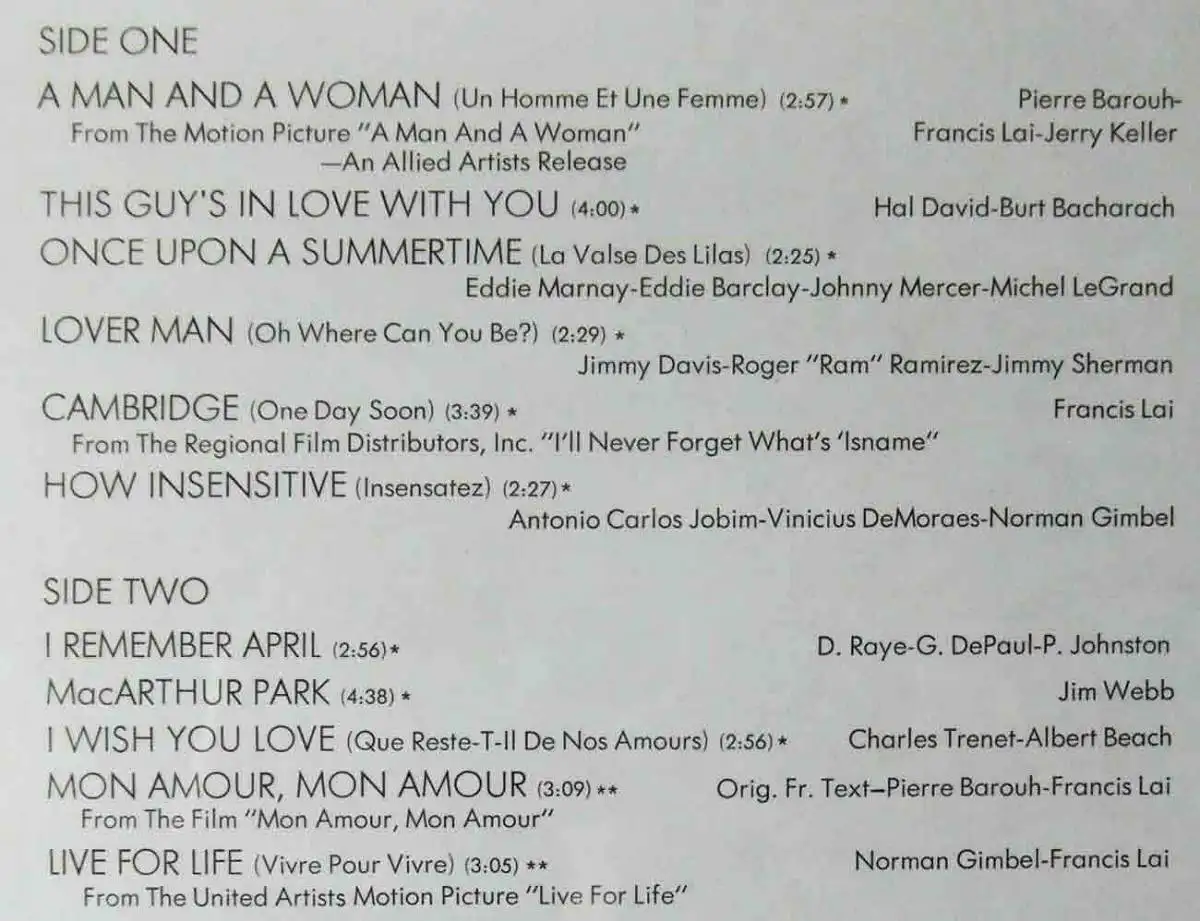 SIDE ONE
A MAN AND A WOMAN (Un Homme Et Une Femme) (2:57) * Pierre Barouh-
From The Motion Picture "A Man And A Woman" Francis Lai-Jerry Keller
—An Allied Artists Release
THIS GUY'S IN LOVE WITH YOU (4:00) * Hal David-Burt Bacharach
ONCE UPON A SUMMERTIME (La Valse Des Lilas) (2:25) *
Eddie Marnay-Eddie Barclay-Johnny Mercer-Michel LeGrand
LOVER MAN (Oh Where Can You Be?) (2:29) *
Jimmy Davis-Roger "Ram" Ramirez-Jimmy Sherman
CAMBRIDGE (One Day Soon) (3:39) * Francis Lai
From The Regional Film Distributors, Inc. "I'll Never Forget What's 'Isname"
HOW INSENSITIVE (Insensatez) (2:27) *
Antonio Carlos Jobim-Vinicius DeMoraes-Norman Gimbel
SIDE TWO
I REMEMBER APRIL (2:56) * D. Raye-G. DePaul-P. Johnston
MacARTHUR PARK (4:38) * Jim Webb
I WISH YOU LOVE (Que Reste-T-Il De Nos Amours) (2:56) * Charles Trenet-Albert Beach
MON AMOUR, MON AMOUR (3:09) ** Orig. Fr. Text—Pierre Barouh-Francis Lai
From The Film "Mon Amour, Mon Amour"
LIVE FOR LIFE (Vivre Pour Vivre) (3:05) ** Norman Gimbel-Francis Lai
From The United Artists Motion Picture "Live For Life"